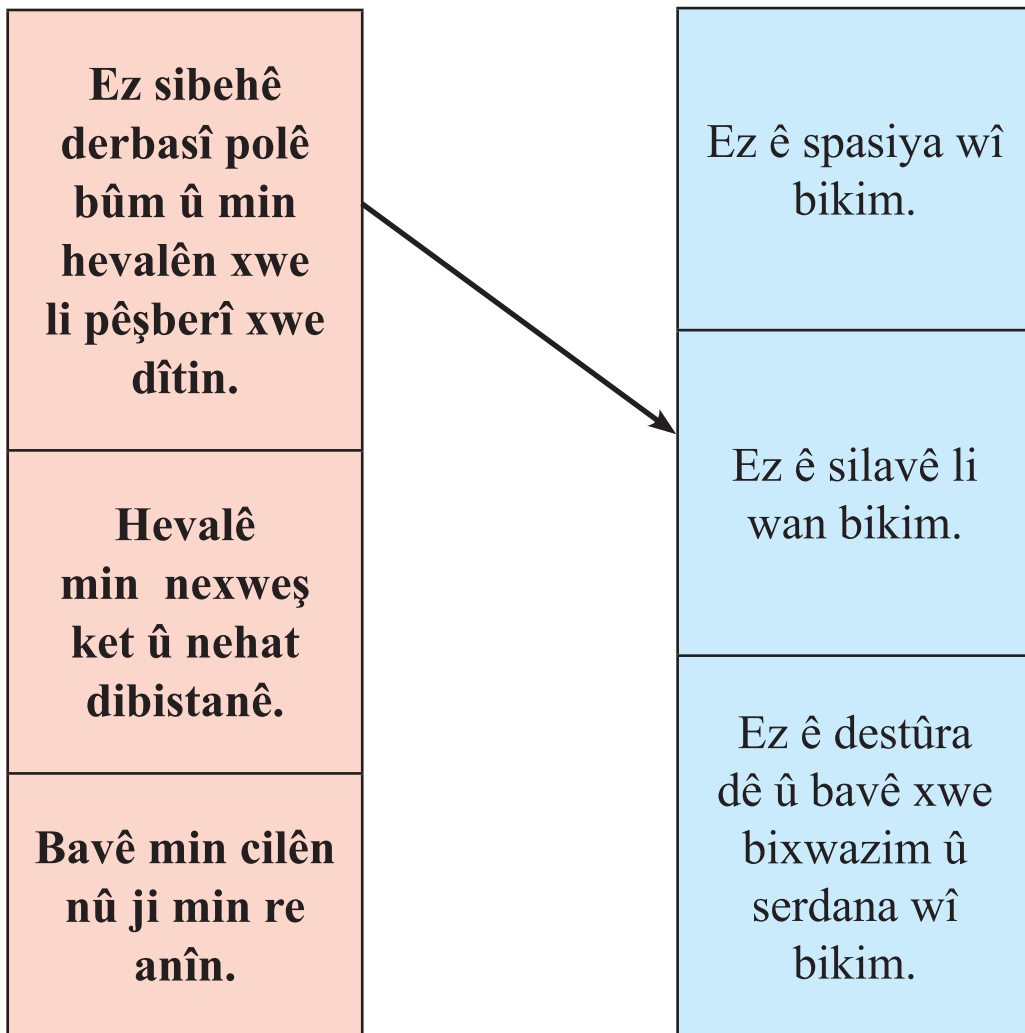 Ez sibehê
derbasî polê
bûm û min
hevalên xwe
li pêşberî xwe
dîtin.
Hevalê
min nexweş
ket û nehat
dibistanê.
Bavê min cilên
nû ji min re
anîn.
Ez ê spasiya wî
bikim.
Ez ê silavê li
wan bikim.
Ez ê destûra
dê û bavê xwe
bixwazim û
serdana wî
bikim.